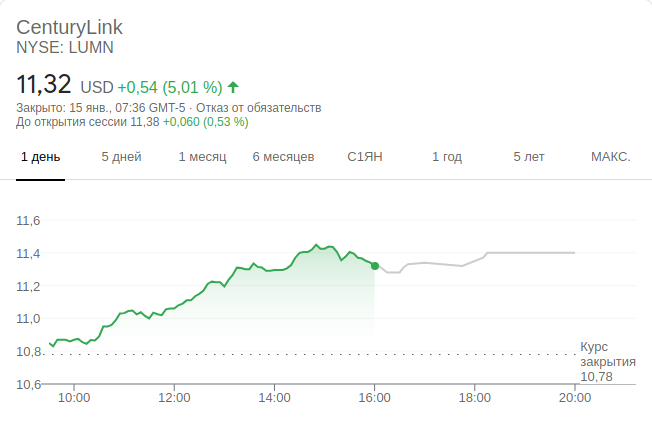 CenturyLink
NYSE: LUMN
11,32 USD +0,54 (5,01 %)
Закрыто: 15 янв., 07:36 GMT-5 · Отказ от обязательств
До открытия сессии 11,38 +0,060 (0,53 %)
1 день 5 дней 1 месяц 6 месяцев С1ЯН 1 год 5 лет МАКС.
11,6
11,4
11,2
11,0
10,8
10,6
Курс
закрытия
10,78
10:00 12:00 14:00 16:00 18:00 20:00